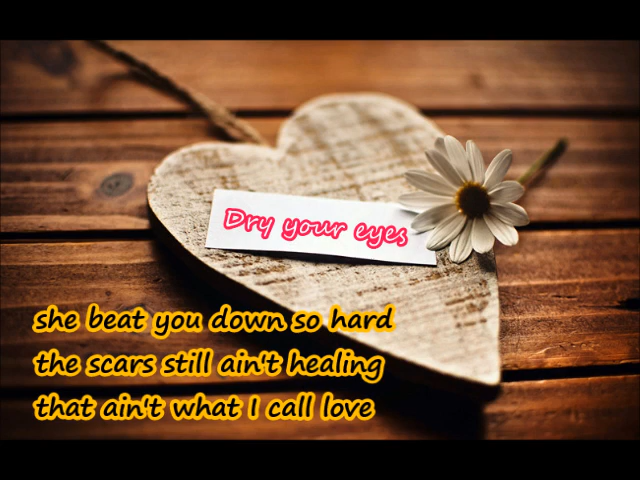 Dry your eyes
she beat you down so hard
the scars still ain't healing
that ain't what I call love